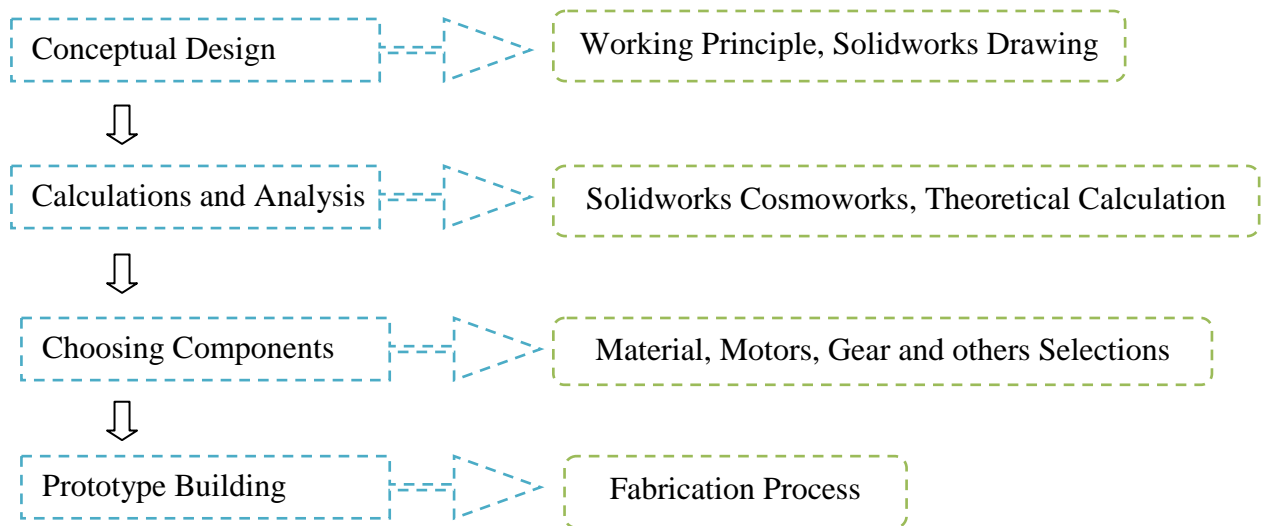 Conceptual Design
Working Principle, Solidworks Drawing
Calculations and Analysis
Solidworks Cosmoworks, Theoretical Calculation
Choosing Components
Material, Motors, Gear and others Selections
Prototype Building
Fabrication Process